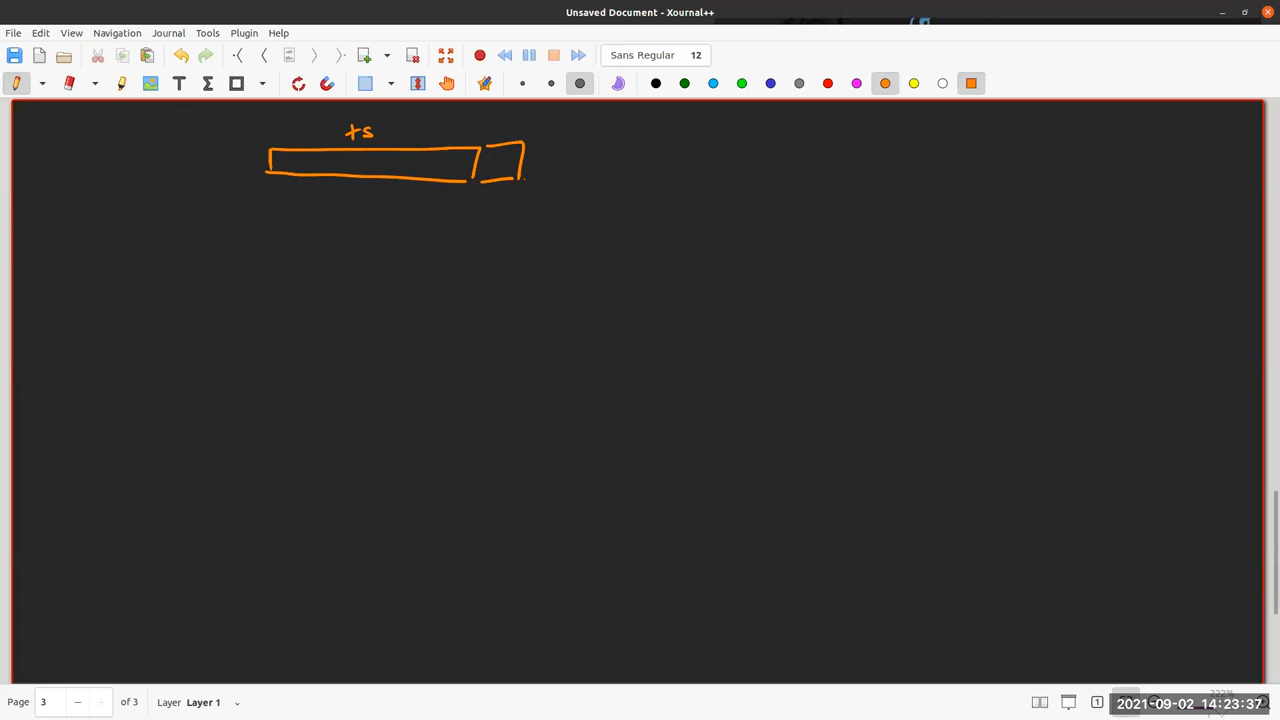 Unsaved Document - Xournal++
File Edit View Navigation Journal Tools Plugin Help
Sans Regular 12
Page 3 of 3 Layer Layer 1
2021-09-02 14:23:37